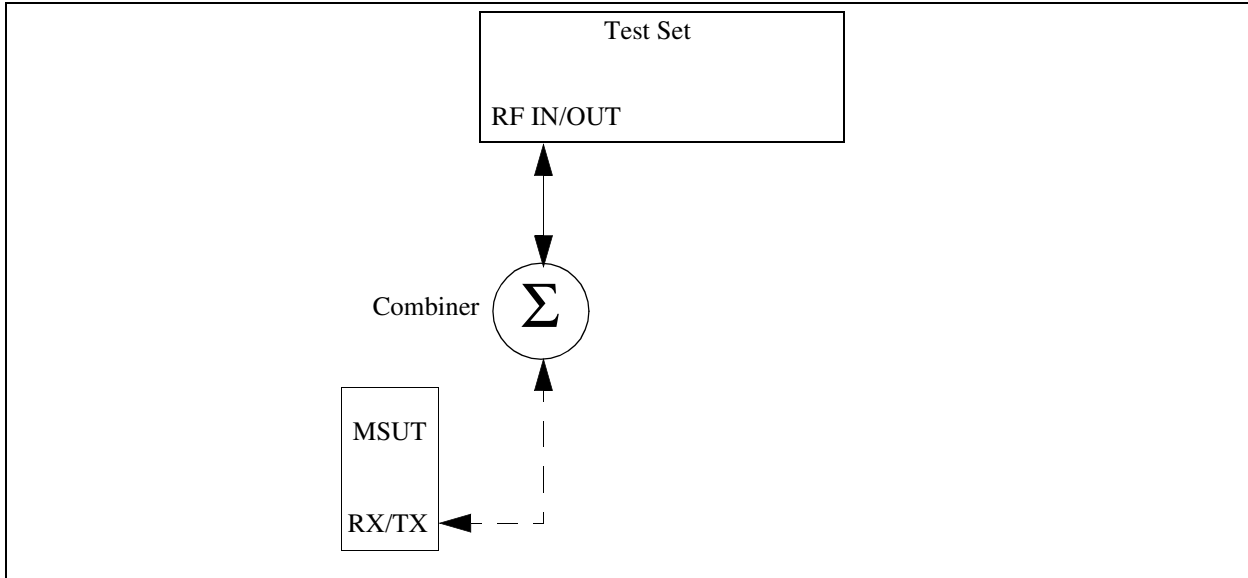 Test Set
RF IN/OUT
Combiner
Σ
MSUT
RX/TX